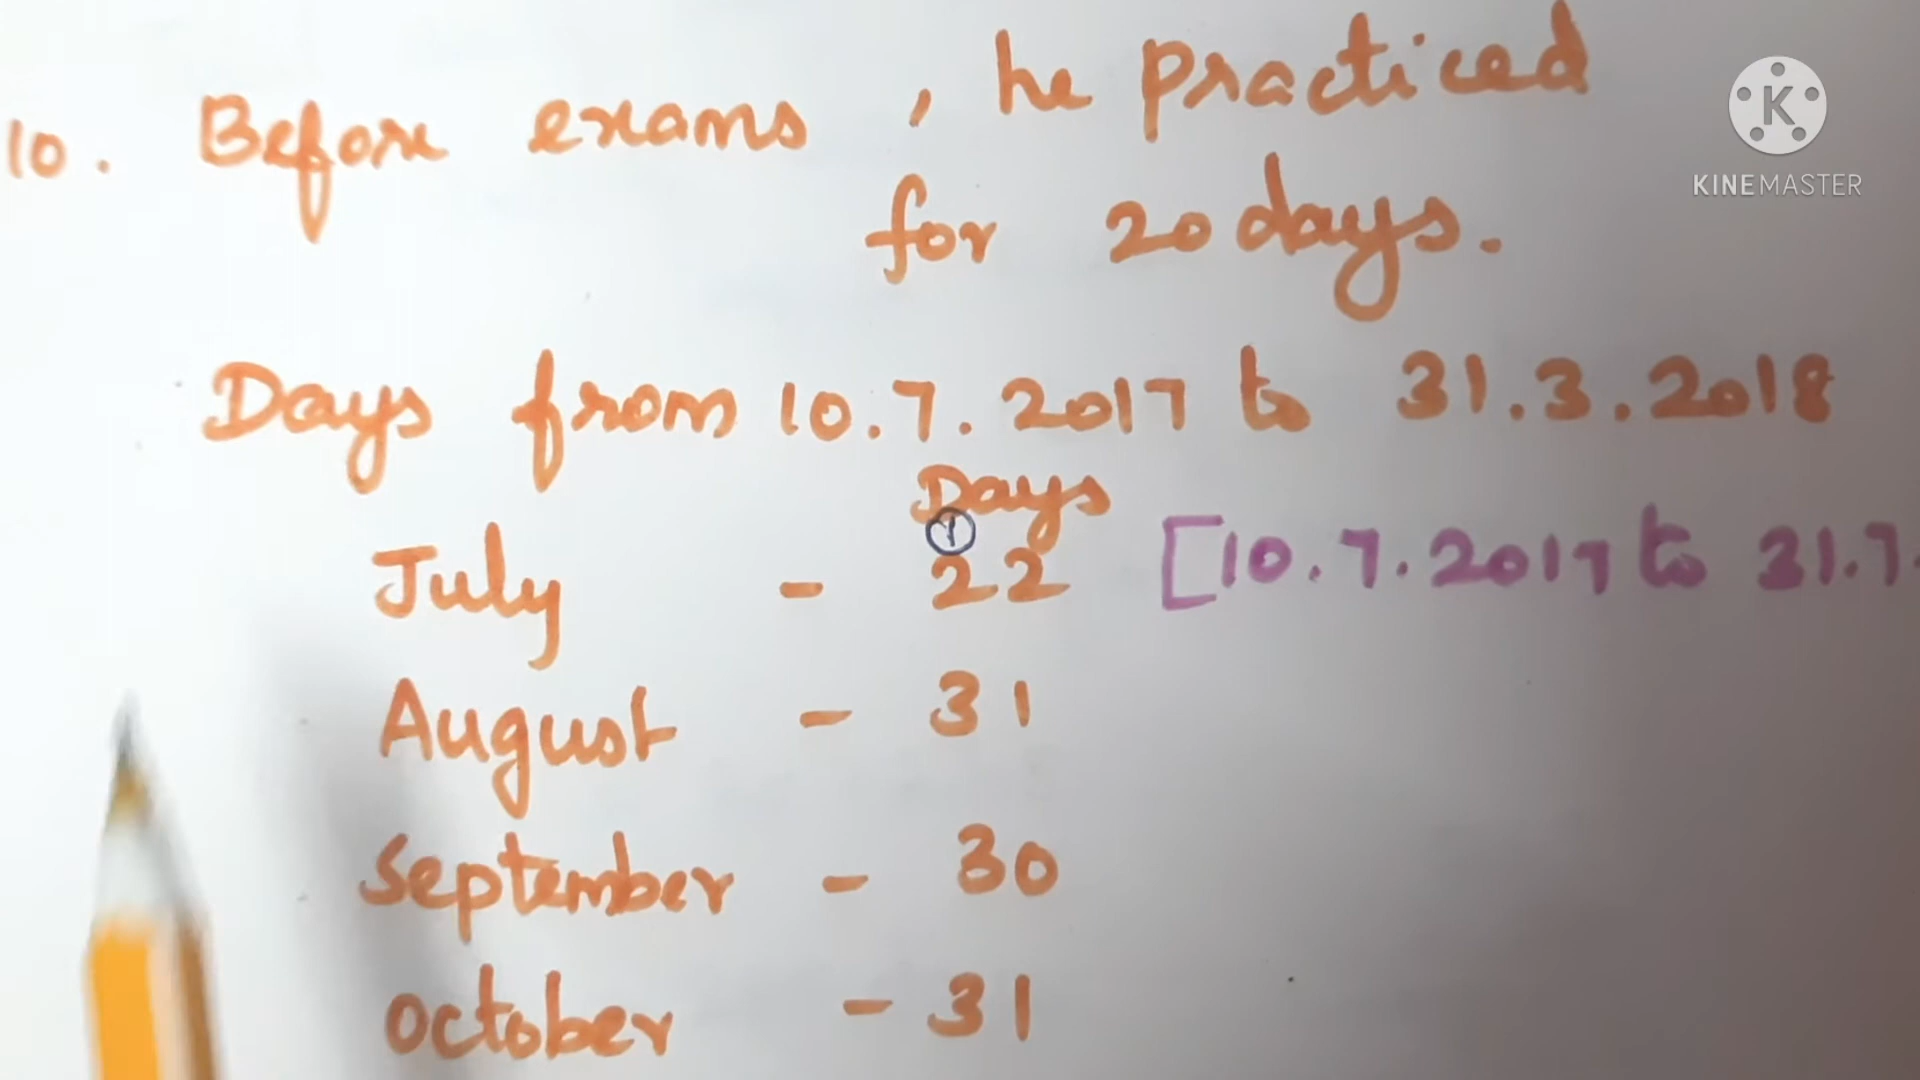 10. Before exams, he practiced
for 20 days.
Days from 10.7.2017 to 31.3.2018
Days
1
July - 22 [10.7.2017 to 31.7.
August - 31
September - 30
October - 31
K
KINEMASTER